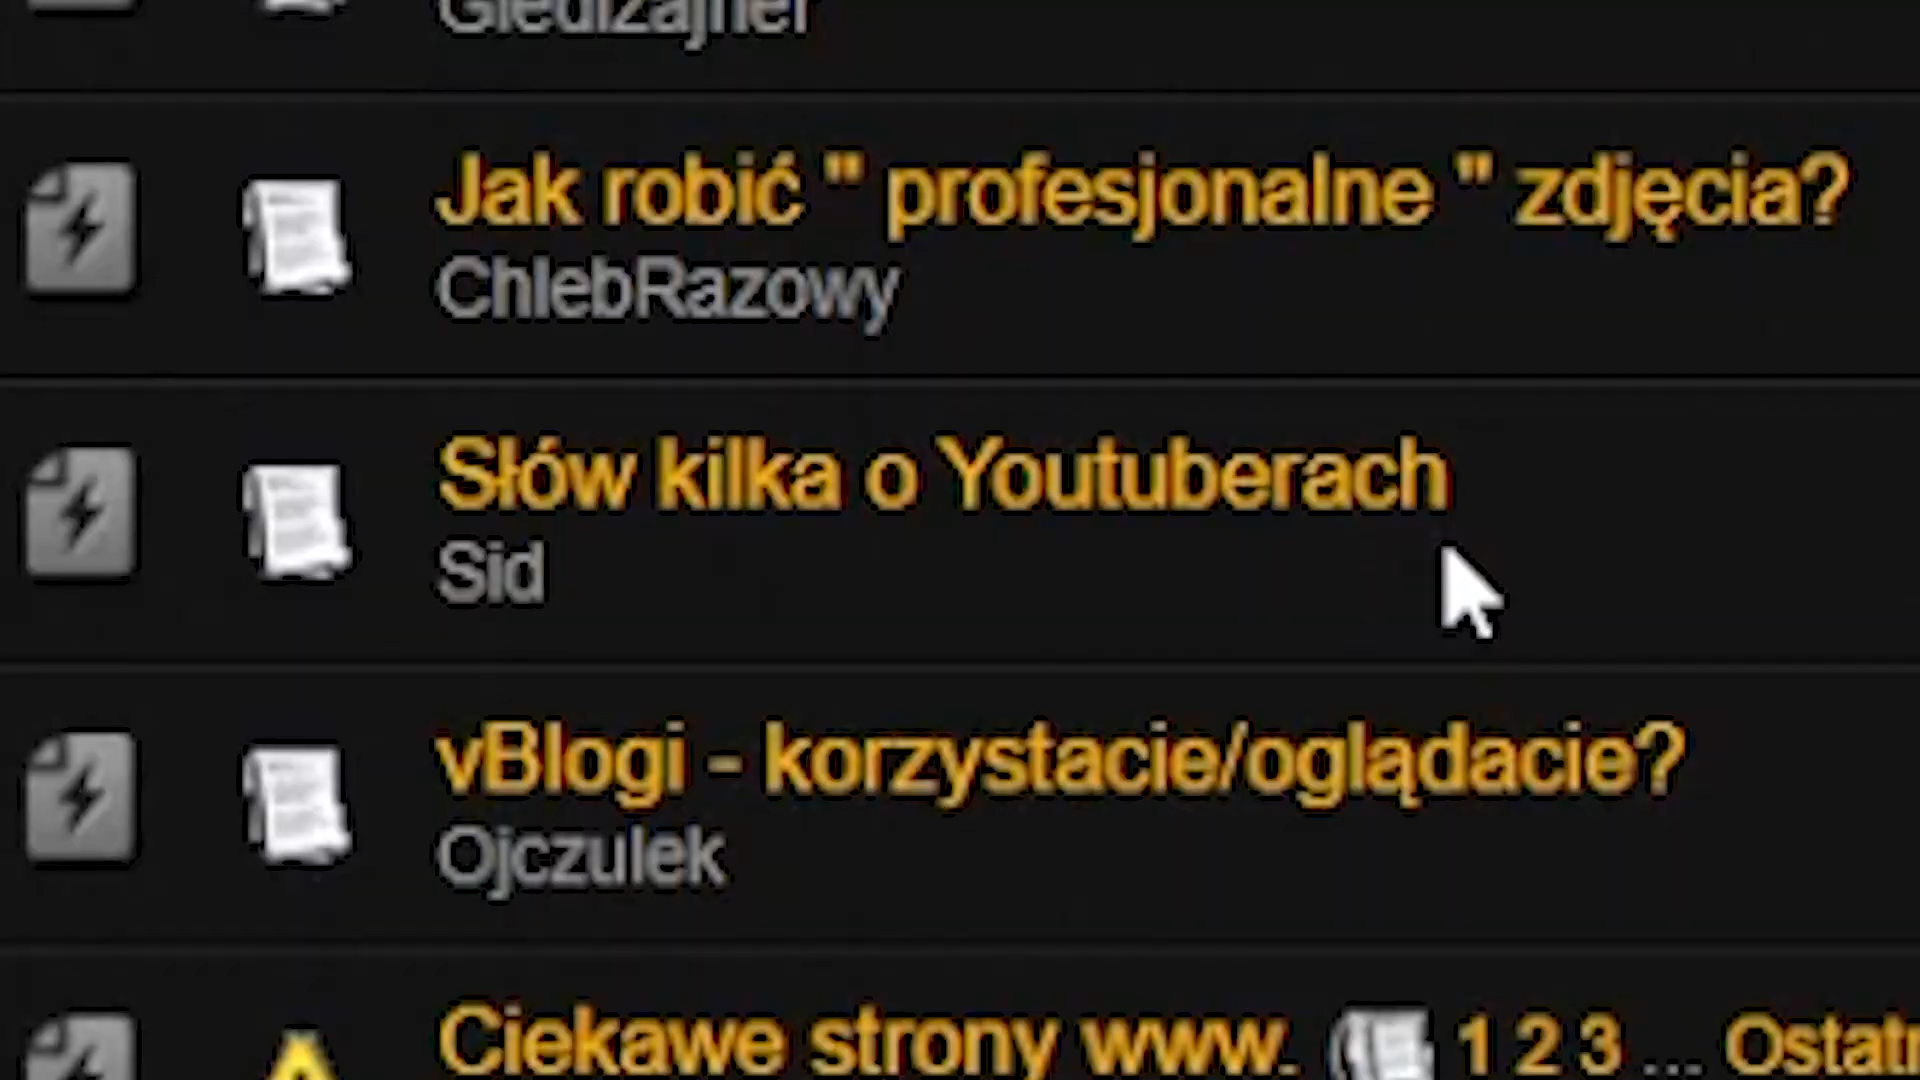 Jak robić " profesjonalne " zdjęcia?
ChlebRazowy
Słów kilka o Youtuberach
Sid
vBlogi - korzystacie/oglądacie?
Ojczulek
Ciekawe strony www. 1 2 3 ...